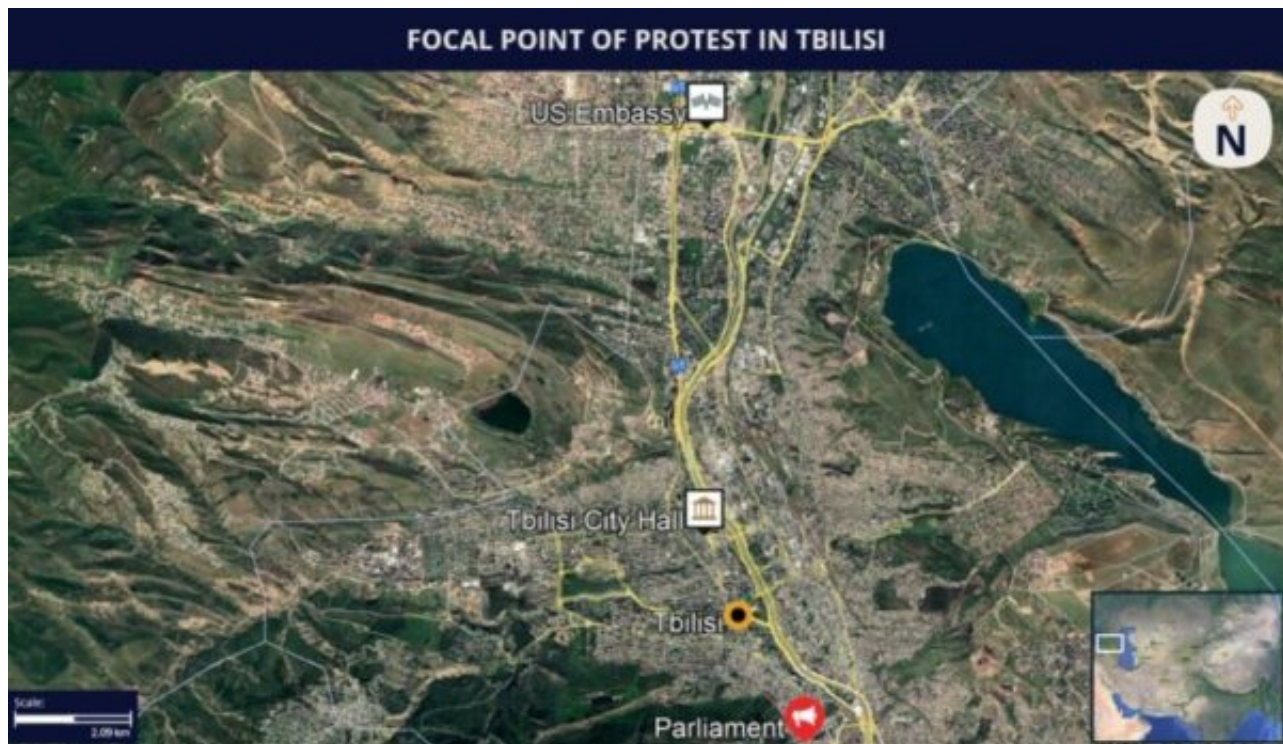 FOCAL POINT OF PROTEST IN TBILISI
US Embassy
N
Tbilisi City Hall
Tbilisi
Parliament
Scale:
2.09 km